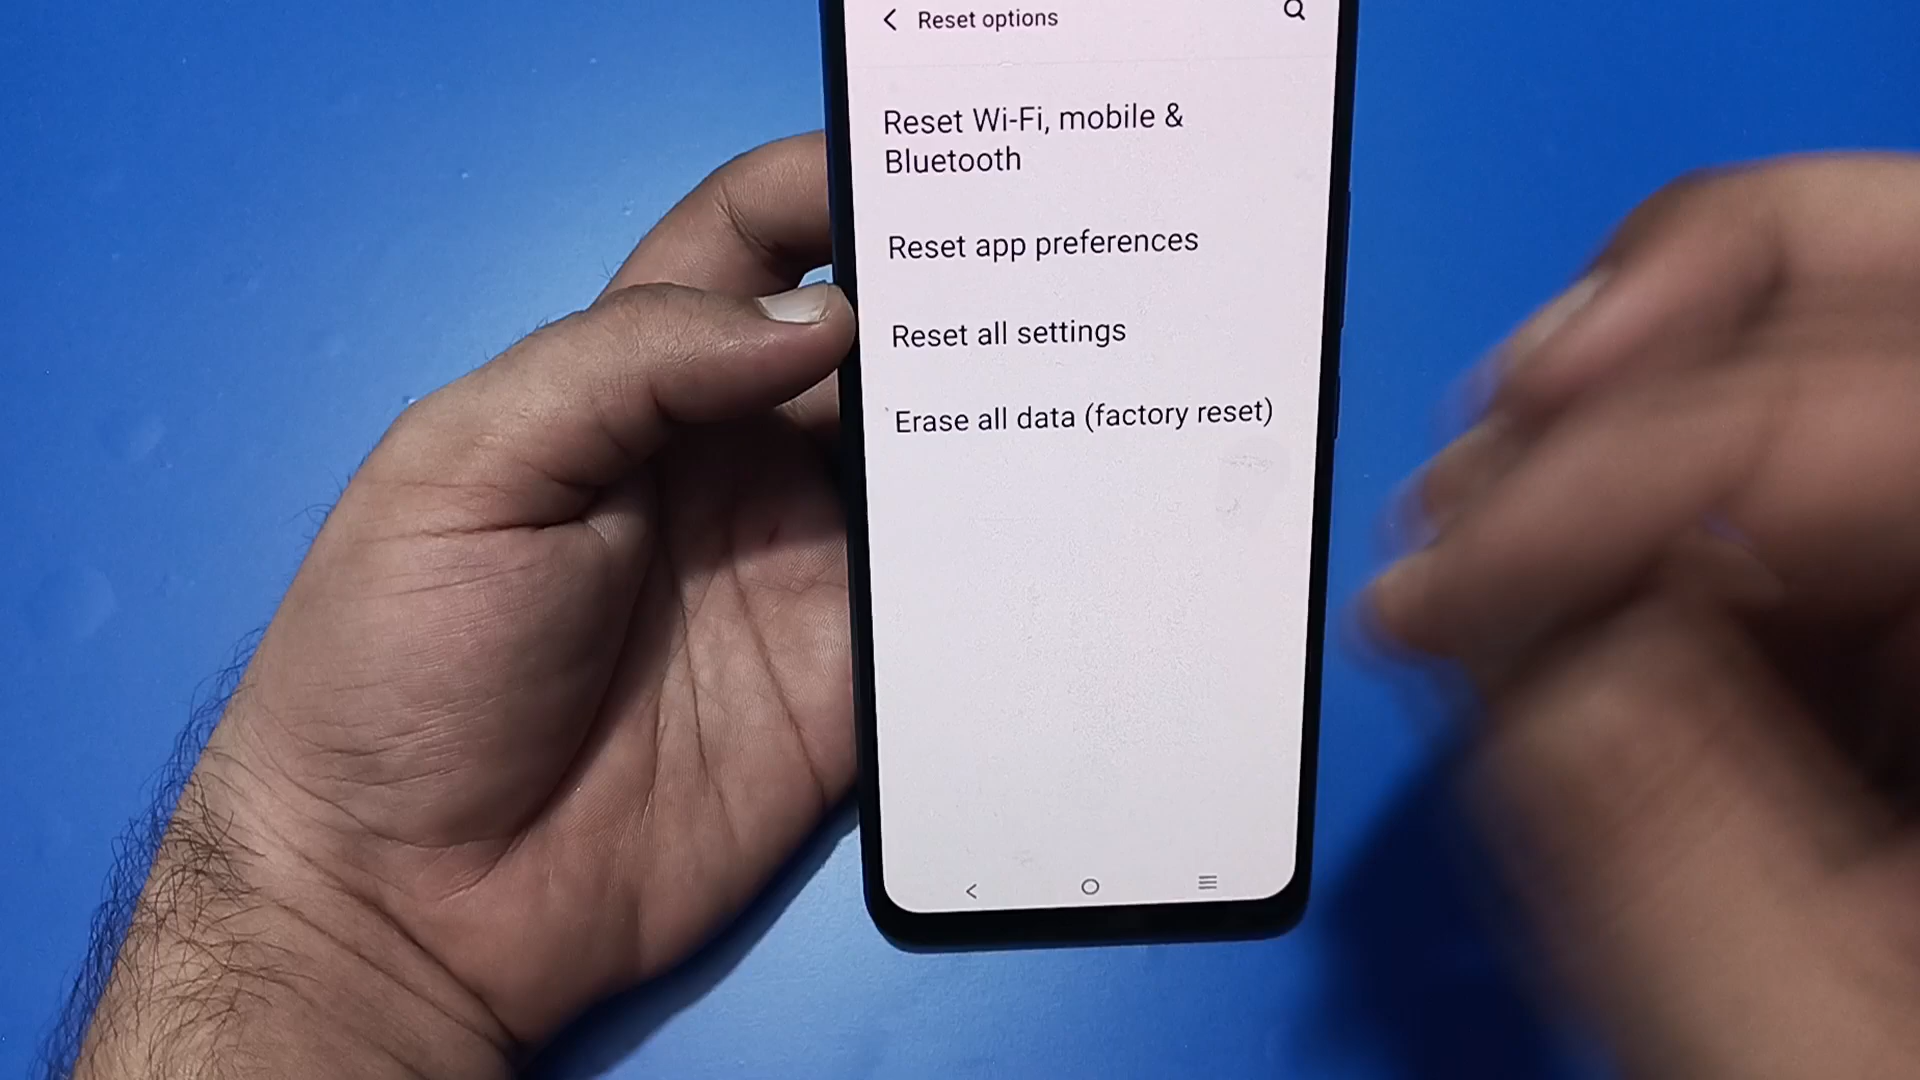 Reset options
Reset Wi-Fi, mobile &
Bluetooth
Reset app preferences
Reset all settings
Erase all data (factory reset)